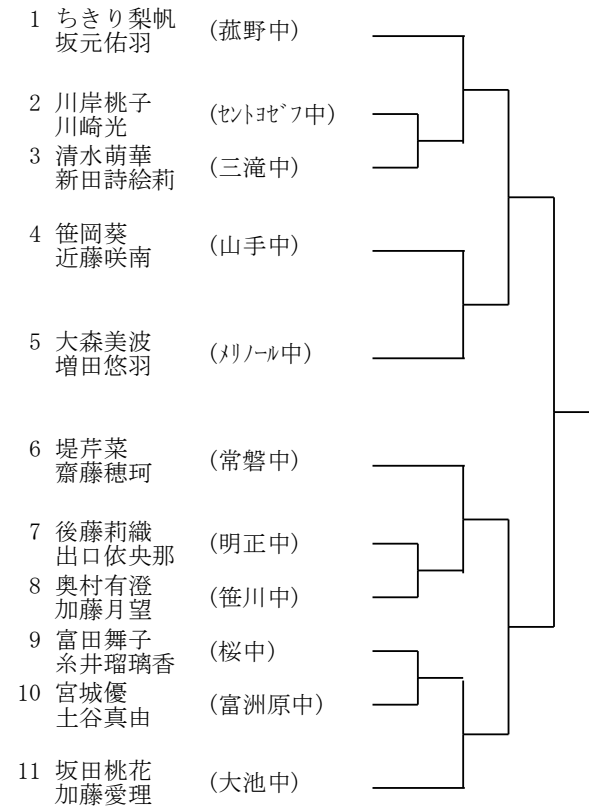 1 ちきり梨帆
坂元佑羽 (菰野中)
2 川岸桃子
川崎光 (ｾﾝﾄﾖｾﾞﾌ中)
3 清水萌華
新田詩絵莉 (三滝中)
4 笹岡葵
近藤咲南 (山手中)
5 大森美波
増田悠羽 (ﾒﾘﾉｰﾙ中)
6 堤芹菜
齋藤穂珂 (常磐中)
7 後藤莉織
出口依央那 (明正中)
8 奥村有澄
加藤月望 (笹川中)
9 富田舞子
糸井瑠璃香 (桜中)
10 宮城優
土谷真由 (富洲原中)
11 坂田桃花
加藤愛理 (大池中)